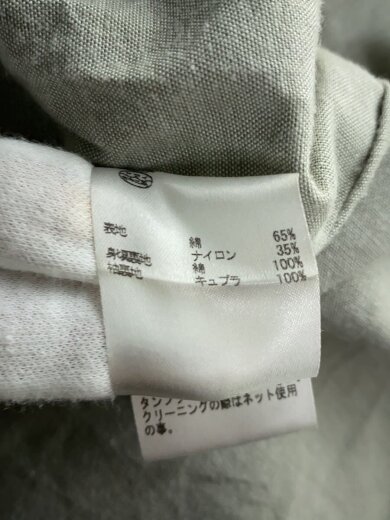 表地 綿 65%
ナイロン 35%
身裏地 綿 100%
袖裏地 キュプラ 100%
クリーニングの際はネット使用
の事。